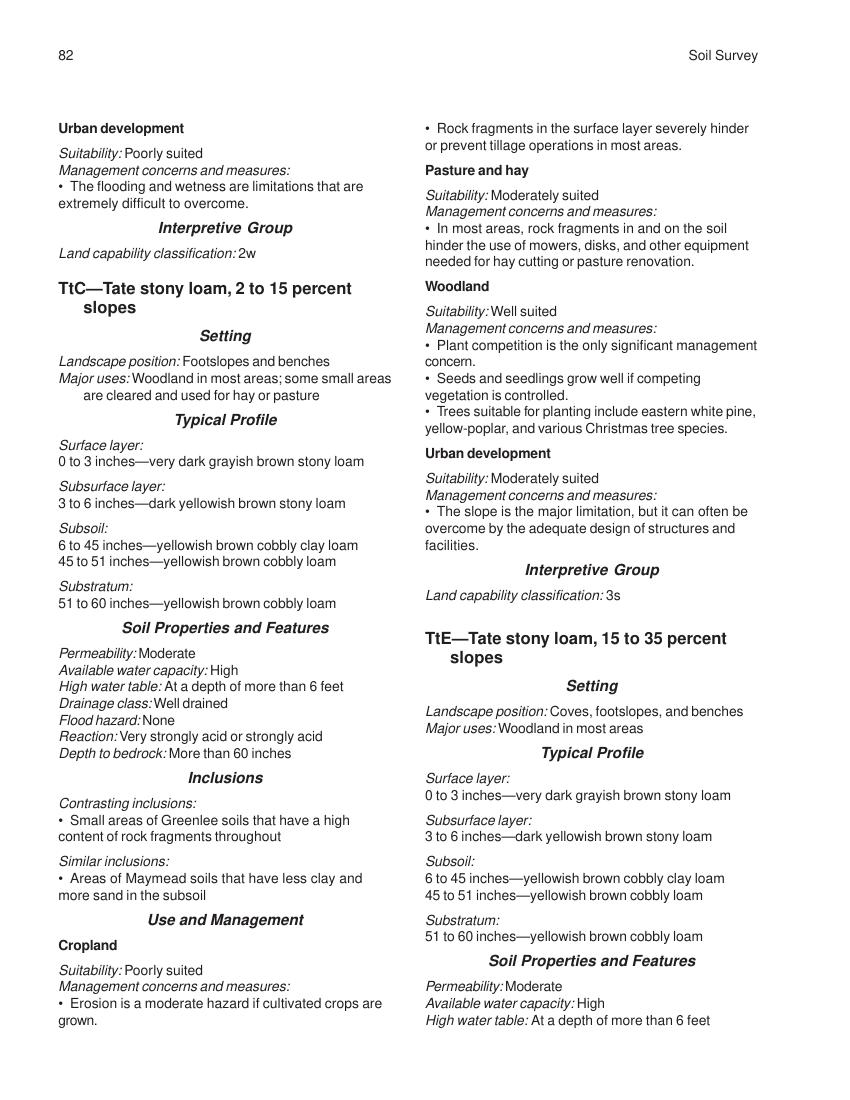 82
Soil Survey
Urban development
Suitability: Poorly suited
Management concerns and measures:
• The flooding and wetness are limitations that are
extremely difficult to overcome.
Interpretive Group
Land capability classification: 2w
TtC—Tate stony loam, 2 to 15 percent
slopes
Setting
Landscape position: Footslopes and benches
Major uses: Woodland in most areas; some small areas
are cleared and used for hay or pasture
Typical Profile
Surface layer:
0 to 3 inches—very dark grayish brown stony loam
Subsurface layer:
3 to 6 inches—dark yellowish brown stony loam
Subsoil:
6 to 45 inches—yellowish brown cobbly clay loam
45 to 51 inches—yellowish brown cobbly loam
Substratum:
51 to 60 inches—yellowish brown cobbly loam
Soil Properties and Features
Permeability: Moderate
Available water capacity: High
High water table: At a depth of more than 6 feet
Drainage class: Well drained
Flood hazard: None
Reaction: Very strongly acid or strongly acid
Depth to bedrock: More than 60 inches
Inclusions
Contrasting inclusions:
• Small areas of Greenlee soils that have a high
content of rock fragments throughout
Similar inclusions:
• Areas of Maymead soils that have less clay and
more sand in the subsoil
Use and Management
Cropland
Suitability: Poorly suited
Management concerns and measures:
• Erosion is a moderate hazard if cultivated crops are
grown.
• Rock fragments in the surface layer severely hinder
or prevent tillage operations in most areas.
Pasture and hay
Suitability: Moderately suited
Management concerns and measures:
• In most areas, rock fragments in and on the soil
hinder the use of mowers, disks, and other equipment
needed for hay cutting or pasture renovation.
Woodland
Suitability: Well suited
Management concerns and measures:
• Plant competition is the only significant management
concern.
• Seeds and seedlings grow well if competing
vegetation is controlled.
• Trees suitable for planting include eastern white pine,
yellow-poplar, and various Christmas tree species.
Urban development
Suitability: Moderately suited
Management concerns and measures:
• The slope is the major limitation, but it can often be
overcome by the adequate design of structures and
facilities.
Interpretive Group
Land capability classification: 3s
TtE—Tate stony loam, 15 to 35 percent
slopes
Setting
Landscape position: Coves, footslopes, and benches
Major uses: Woodland in most areas
Typical Profile
Surface layer:
0 to 3 inches—very dark grayish brown stony loam
Subsurface layer:
3 to 6 inches—dark yellowish brown stony loam
Subsoil:
6 to 45 inches—yellowish brown cobbly clay loam
45 to 51 inches—yellowish brown cobbly loam
Substratum:
51 to 60 inches—yellowish brown cobbly loam
Soil Properties and Features
Permeability: Moderate
Available water capacity: High
High water table: At a depth of more than 6 feet